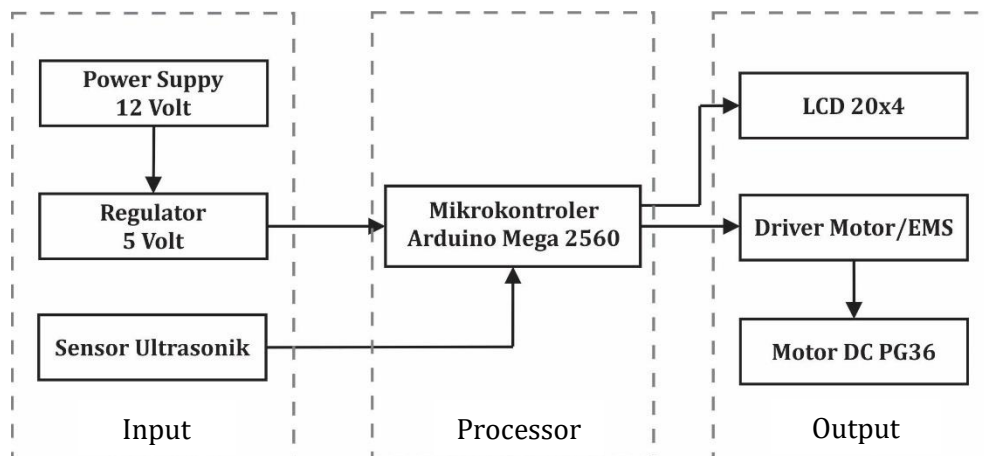 Power Suppy
12 Volt
Regulator
5 Volt
Sensor Ultrasonik
Input
Mikrokontroler
Arduino Mega 2560
Processor
LCD 20x4
Driver Motor/EMS
Motor DC PG36
Output